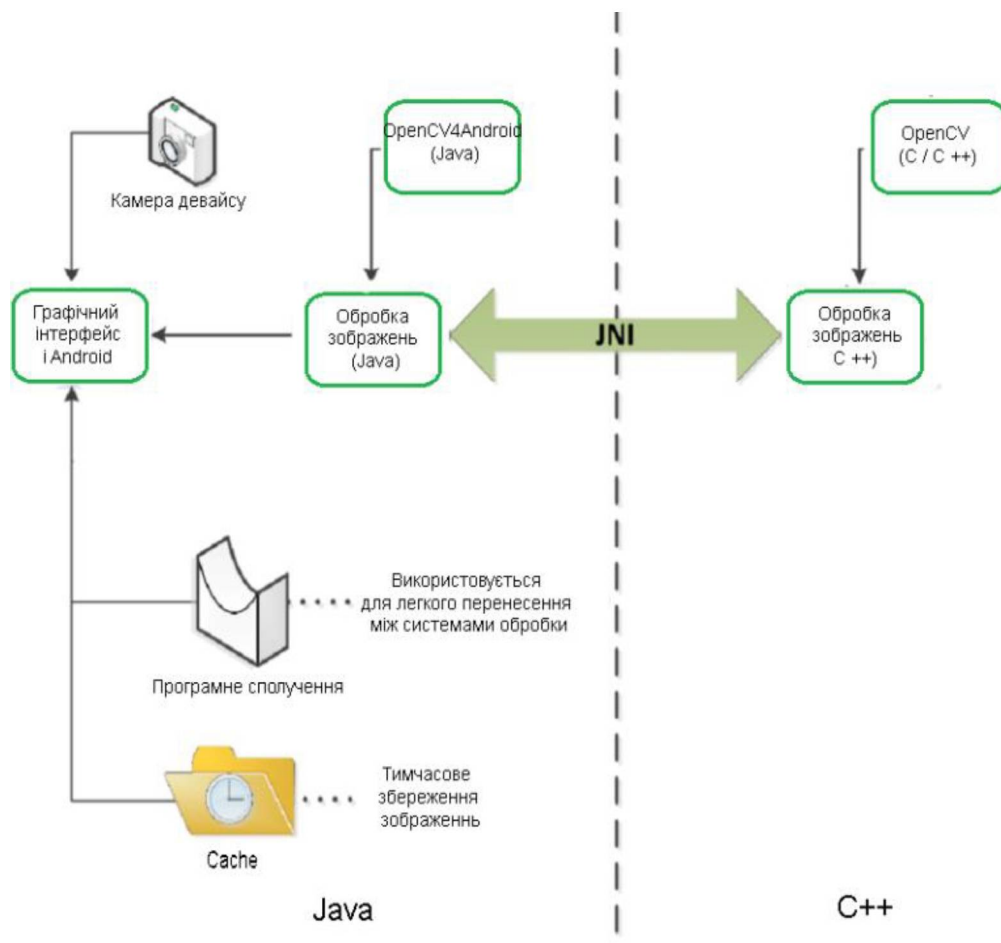 OpenCV4Android
(Java)
OpenCV
(C / C ++)
Камера девайсу
Графічний
інтерфейс
і Android
Обробка
зображень
(Java)
JNI
Обробка
зображень
C ++)
Використовується
для легкого перенесення
між системами обробки
Програмне сполучення
Тимчасове
збереження
зображеннь
Cache
Java
C++